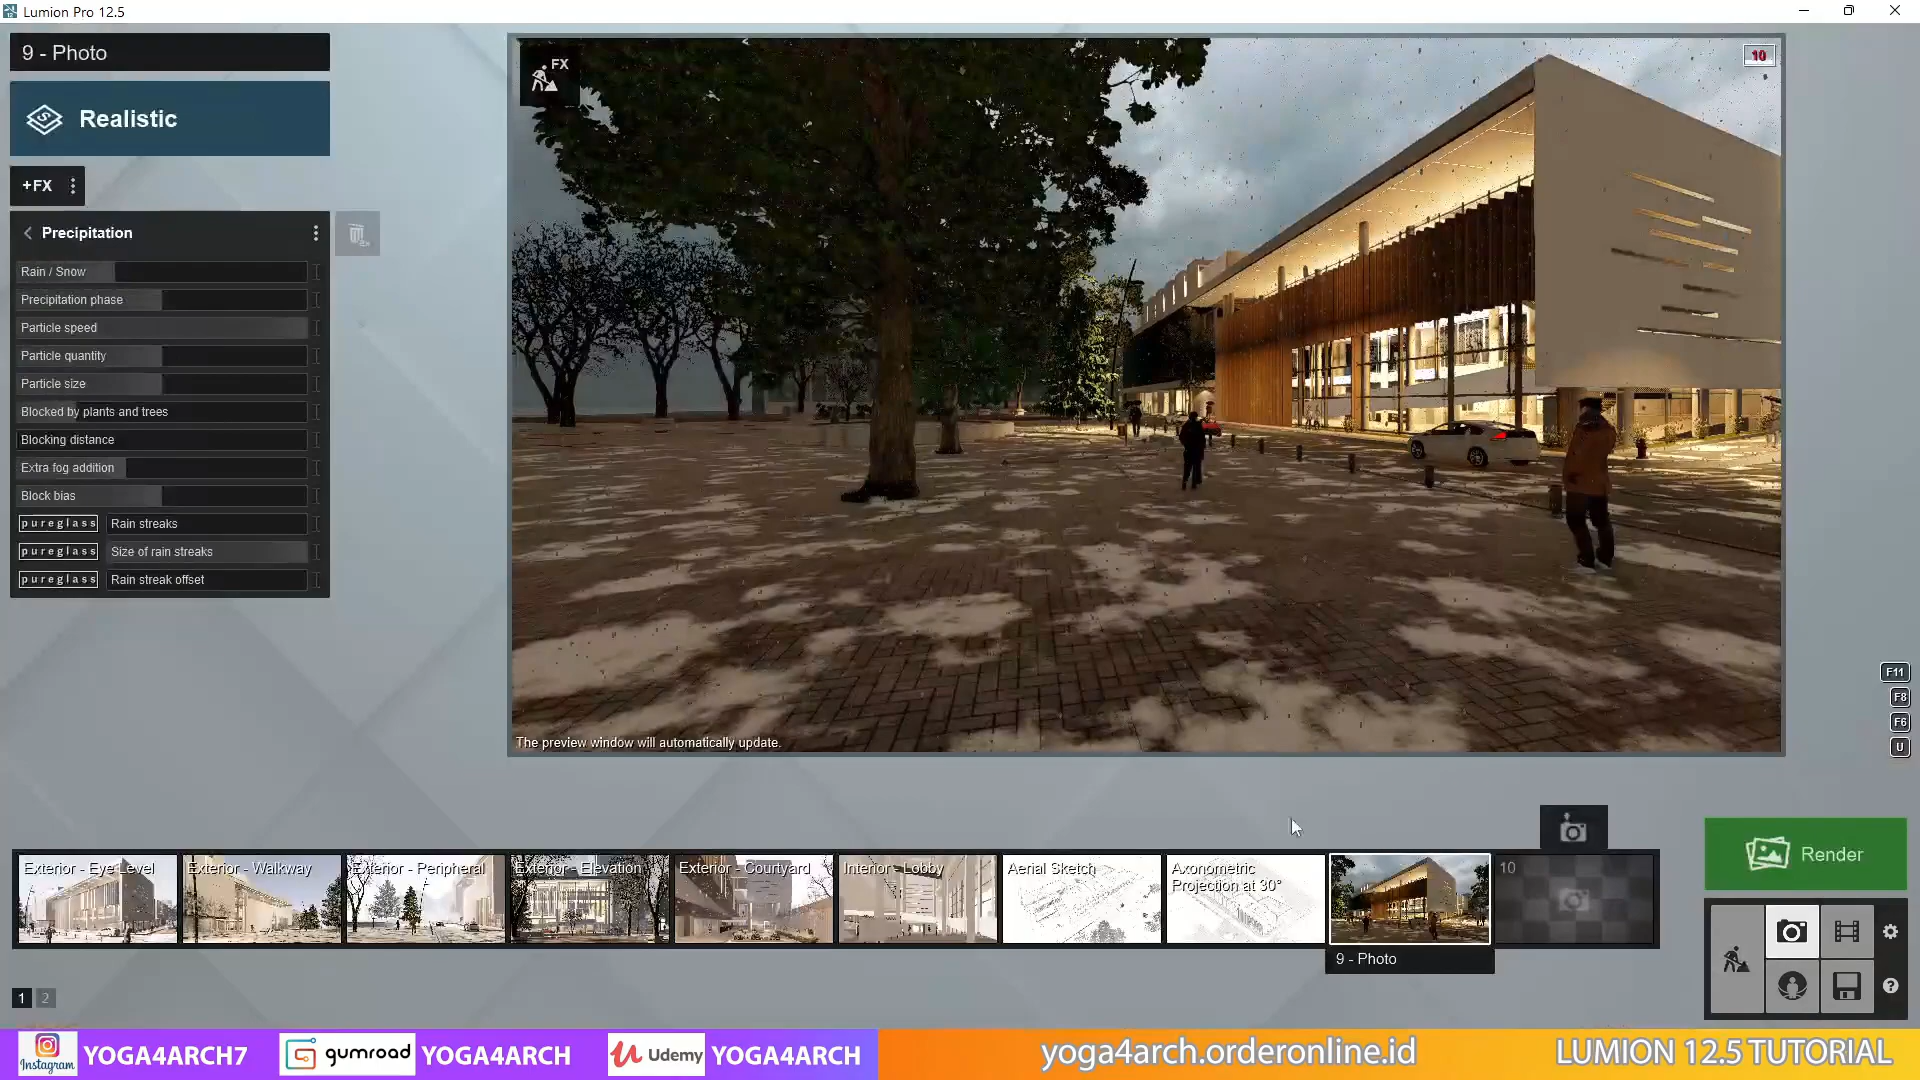 Lumion Pro 12.5
9 - Photo
Realistic
+FX
Precipitation
Rain / Snow
Precipitation phase
Particle speed
Particle quantity
Particle size
Blocked by plants and trees
Blocking distance
Extra fog addition
Block bias
pureglass Rain streaks
pureglass Size of rain streaks
pureglass Rain streak offset
FX
10
The preview window will automatically update.
F11
F8
F6
U
Exterior - Eye Level
Exterior - Walkway
Exterior - Peripheral
Exterior - Elevation
Exterior - Courtyard
Interior - Lobby
Aerial Sketch
Axonometric
Projection at 30°
10
9 - Photo
Render
1 2
Instagram YOGA4ARCH7 gumroad YOGA4ARCH Udemy YOGA4ARCH yoga4arch.orderonline.id LUMION 12.5 TUTORIAL